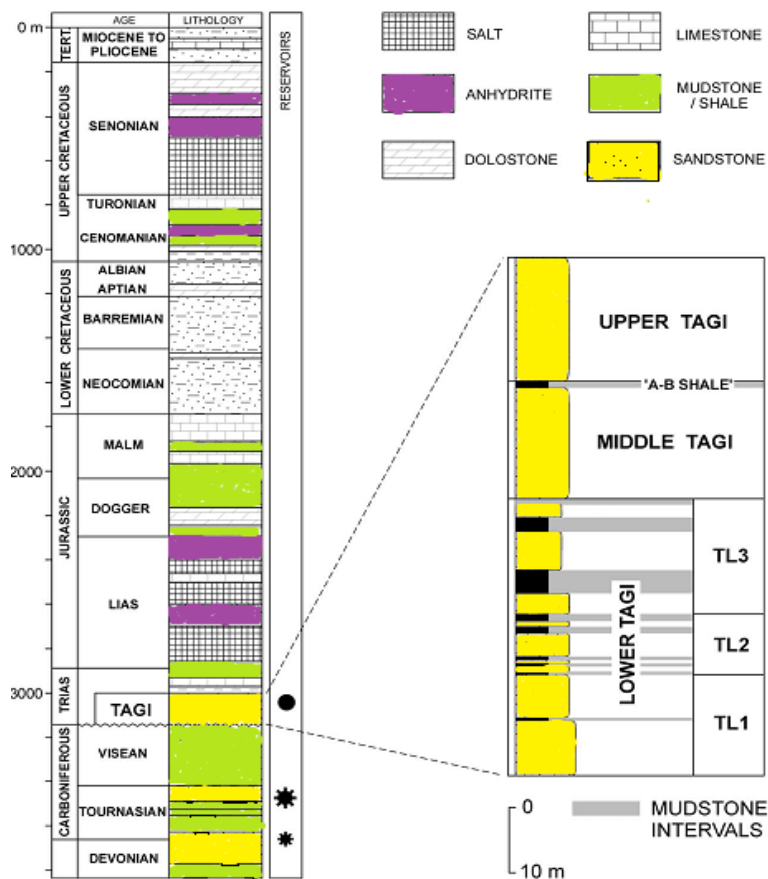 AGE
LITHOLOGY
0 m
1000
2000
3000
TERT.
UPPER CRETACEOUS
LOWER CRETACEOUS
JURASSIC
TRIAS
CARBONIFEROUS
MIOCENE TO
PLIOCENE
SENONIAN
TURONIAN
CENOMANIAN
ALBIAN
APTIAN
BARREMIAN
NEOCOMIAN
MALM
DOGGER
LIAS
TAGI
VISEAN
TOURNASIAN
DEVONIAN
RESERVOIRS
SALT
ANHYDRITE
DOLOSTONE
LIMESTONE
MUDSTONE
/ SHALE
SANDSTONE
UPPER TAGI
'A-B SHALE'
MIDDLE TAGI
LOWER TAGI
TL3
TL2
TL1
0
10 m
MUDSTONE
INTERVALS